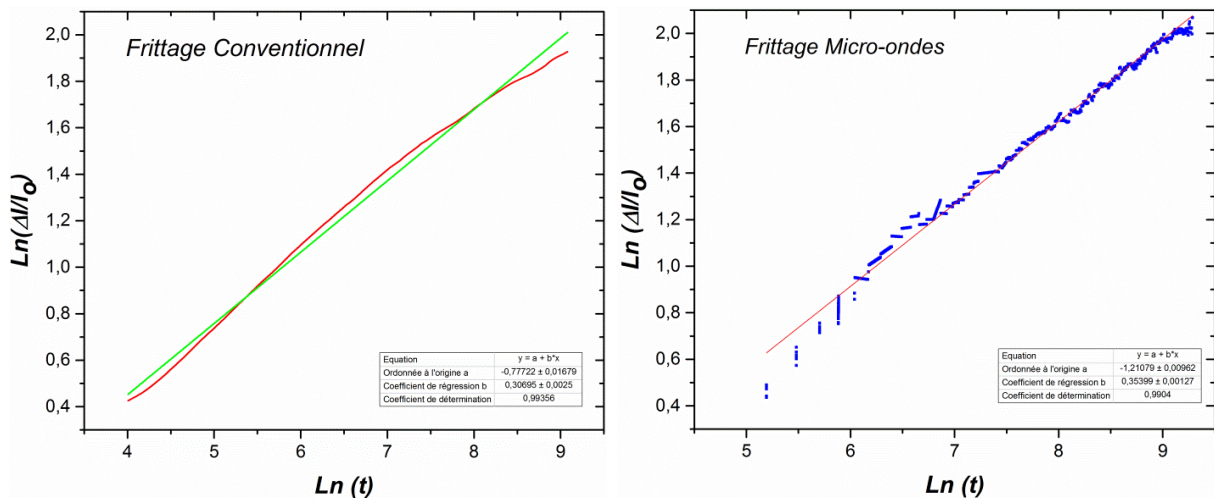 Frittage Conventionnel
Ln(Δl/l0)
2,0
1,8
1,6
1,4
1,2
1,0
0,8
0,6
0,4
4 5 6 7 8 9
Ln (t)
Equation y = a + b*x
Ordonnée à l'origine a -0,77722 ± 0,01679
Coefficient de régression b 0,30695 ± 0,0025
Coefficient de détermination 0,99356
Frittage Micro-ondes
Ln (Δl/l0)
2,0
1,8
1,6
1,4
1,2
1,0
0,8
0,6
0,4
5 6 7 8 9
Ln (t)
Equation y = a + b*x
Ordonnée à l'origine a -1,21079 ± 0,00962
Coefficient de régression b 0,35399 ± 0,00127
Coefficient de détermination 0,9904